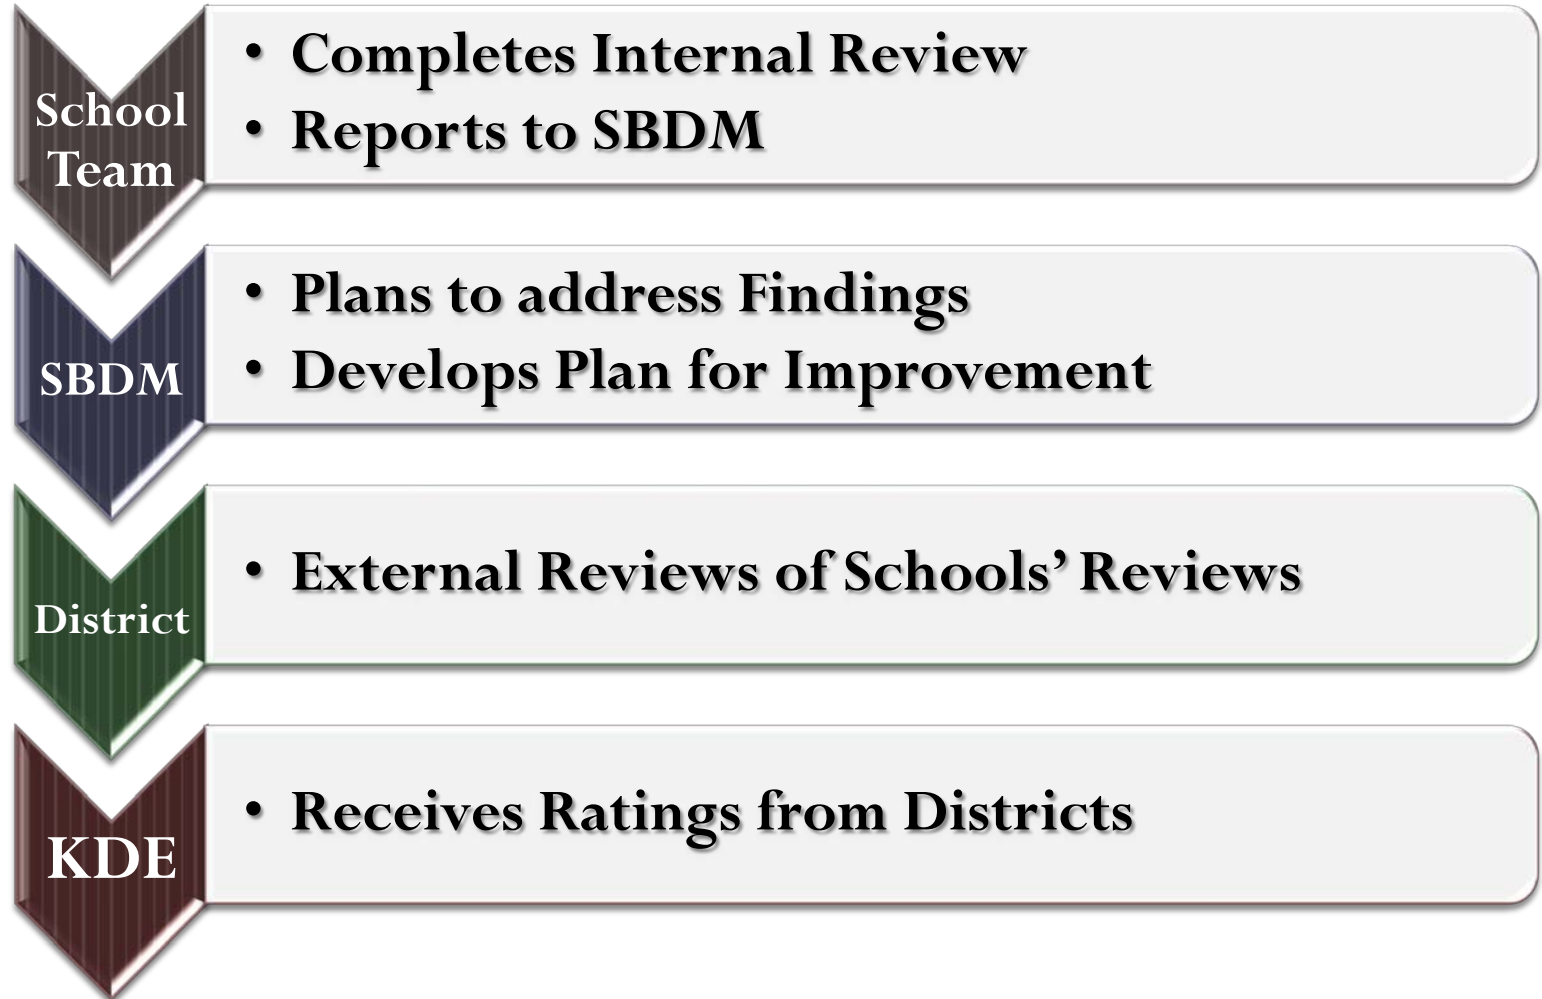 School
Team
• Completes Internal Review
• Reports to SBDM
SBDM
• Plans to address Findings
• Develops Plan for Improvement
District
• External Reviews of Schools’ Reviews
KDE
• Receives Ratings from Districts